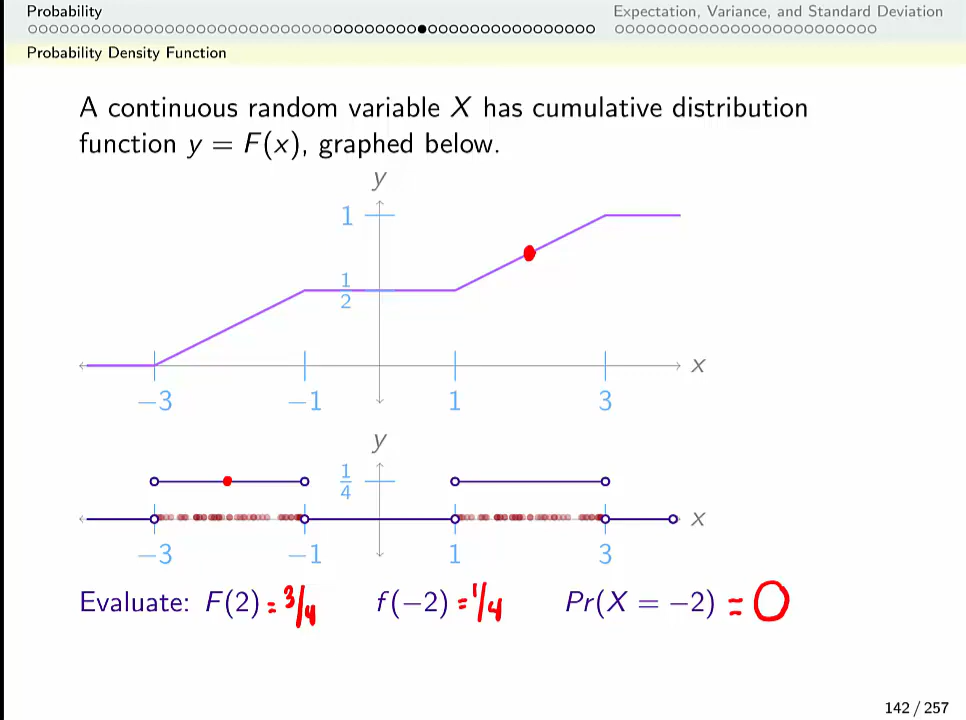 Probability
Expectation, Variance, and Standard Deviation
Probability Density Function
A continuous random variable X has cumulative distribution
function y = F(x), graphed below.
y
1
1/2
x
−3 −1 1 3
y
1/4
x
−3 −1 1 3
Evaluate: F(2) = 3/4 f(−2) = 1/4 Pr(X = −2) = 0
142 / 257